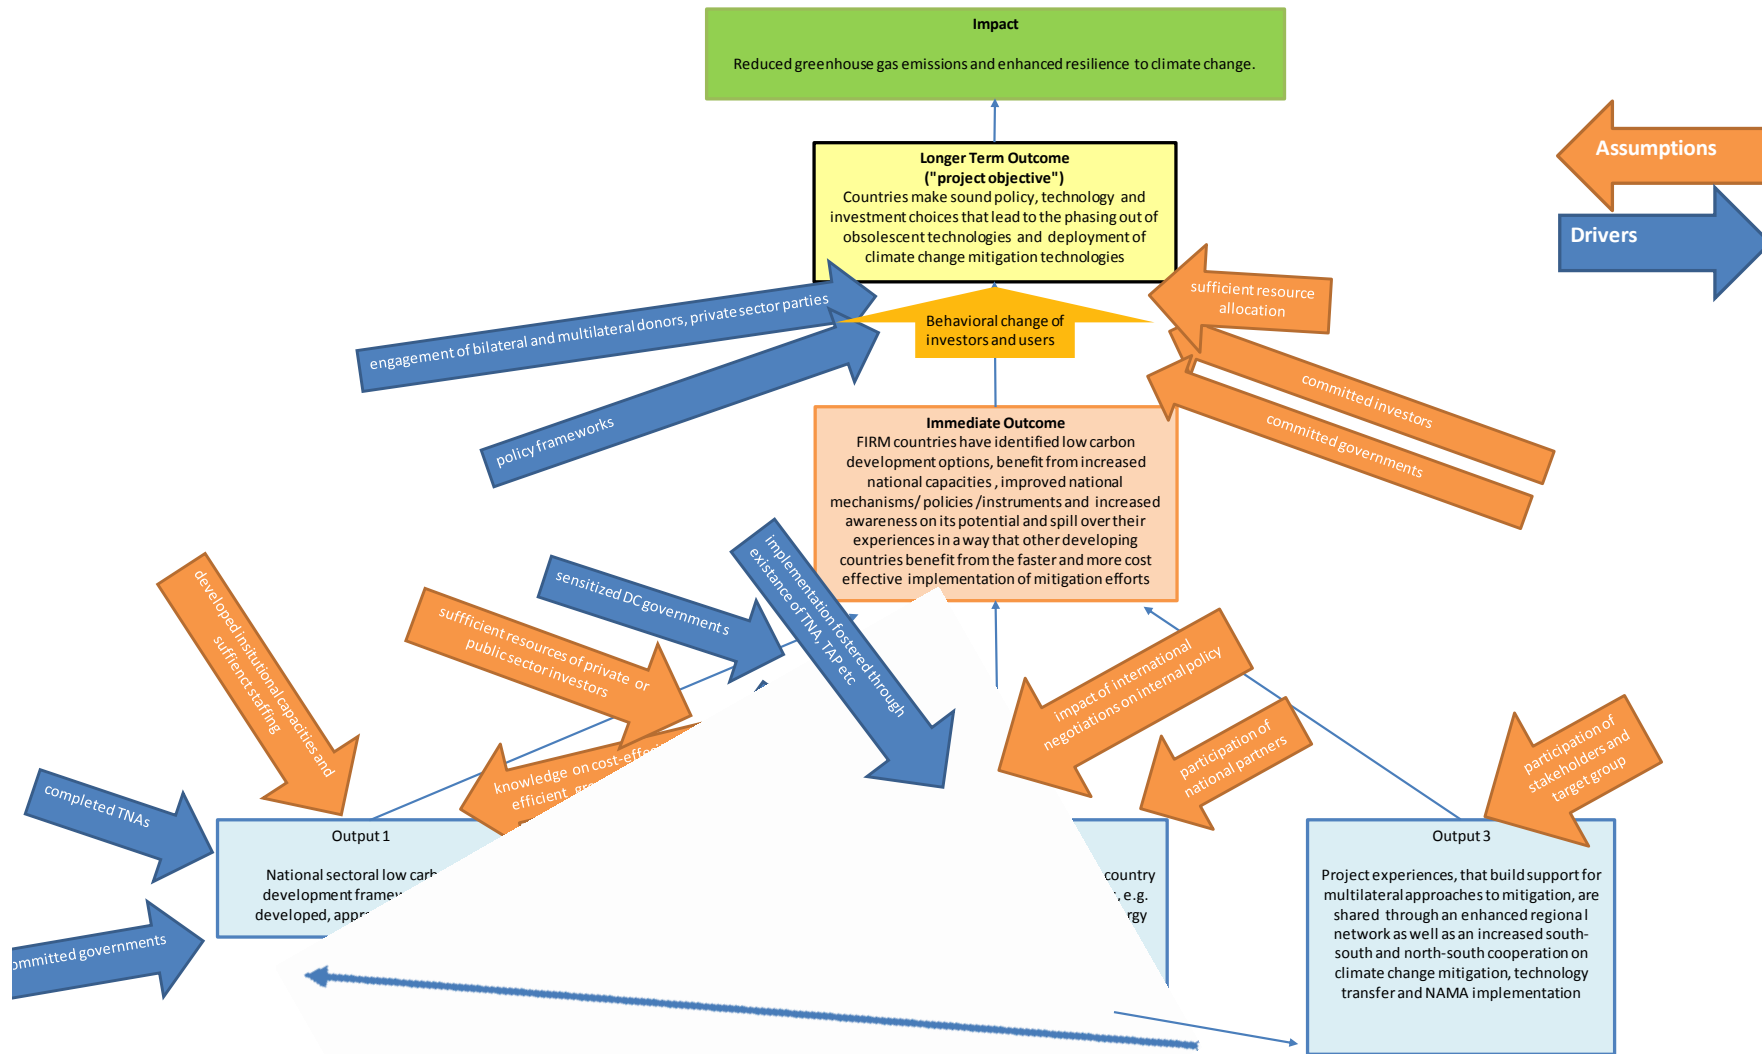 Impact
Reduced greenhouse gas emissions and enhanced resilience to climate change.
Longer Term Outcome
("project objective")
Countries make sound policy, technology and
investment choices that lead to the phasing out of
obsolescent technologies and deployment of
climate change mitigation technologies
Assumptions
Drivers
engagement of bilateral and multilateral donors, private sector parties
policy frameworks
Behavioral change of
investors and users
sufficient resource
allocation
committed investors
committed governments
Immediate Outcome
FIRM countries have identified low carbon
development options, benefit from increased
national capacities , improved national
mechanisms/ policies /instruments and increased
awareness on its potential and spill over their
experiences in a way that other developing
countries benefit from the faster and more cost
effective implementation of mitigation efforts
developed insitutional capacities and
suffienct staffing
suffficient resources of private or
public sector investors
sensitized DC governments
implementation fostered through
existance of TNA, TAP etc
impact of international
negotiations on internal policy
participation of
national partners
participation of
stakeholders and
target group
knowledge on
efficient
completed TNAs
governments
Output 1
National sectoral low
development
developed,
country
e.g.
Output 3
Project experiences, that build support for
multilateral approaches to mitigation, are
shared through an enhanced regional
network as well as an increased south-
south and north-south cooperation on
climate change mitigation, technology
transfer and NAMA implementation